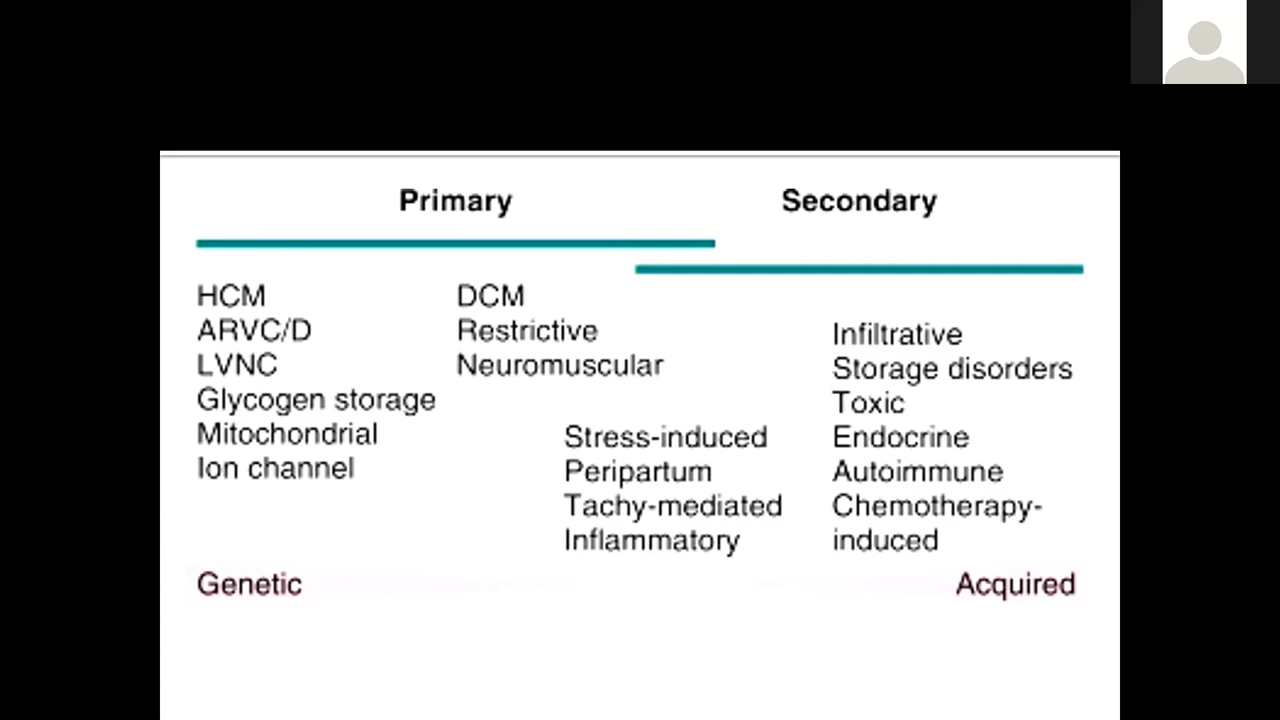 Primary
Secondary
HCM
ARVC/D
LVNC
Glycogen storage
Mitochondrial
Ion channel
DCM
Restrictive
Neuromuscular
Stress-induced
Peripartum
Tachy-mediated
Inflammatory
Infiltrative
Storage disorders
Toxic
Endocrine
Autoimmune
Chemotherapy-
induced
Genetic
Acquired